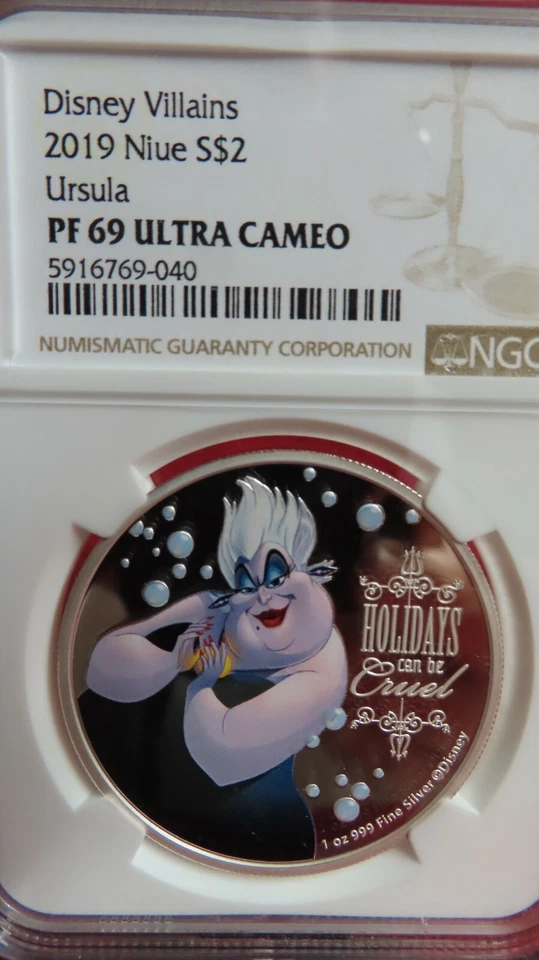 Disney Villains
2019 Niue S$2
Ursula
PF 69 ULTRA CAMEO
5916769-040
NUMISMATIC GUARANTY CORPORATION
NGC
HOLIDAYS
can be
Cruel
1 oz 999 Fine Silver ©Disney